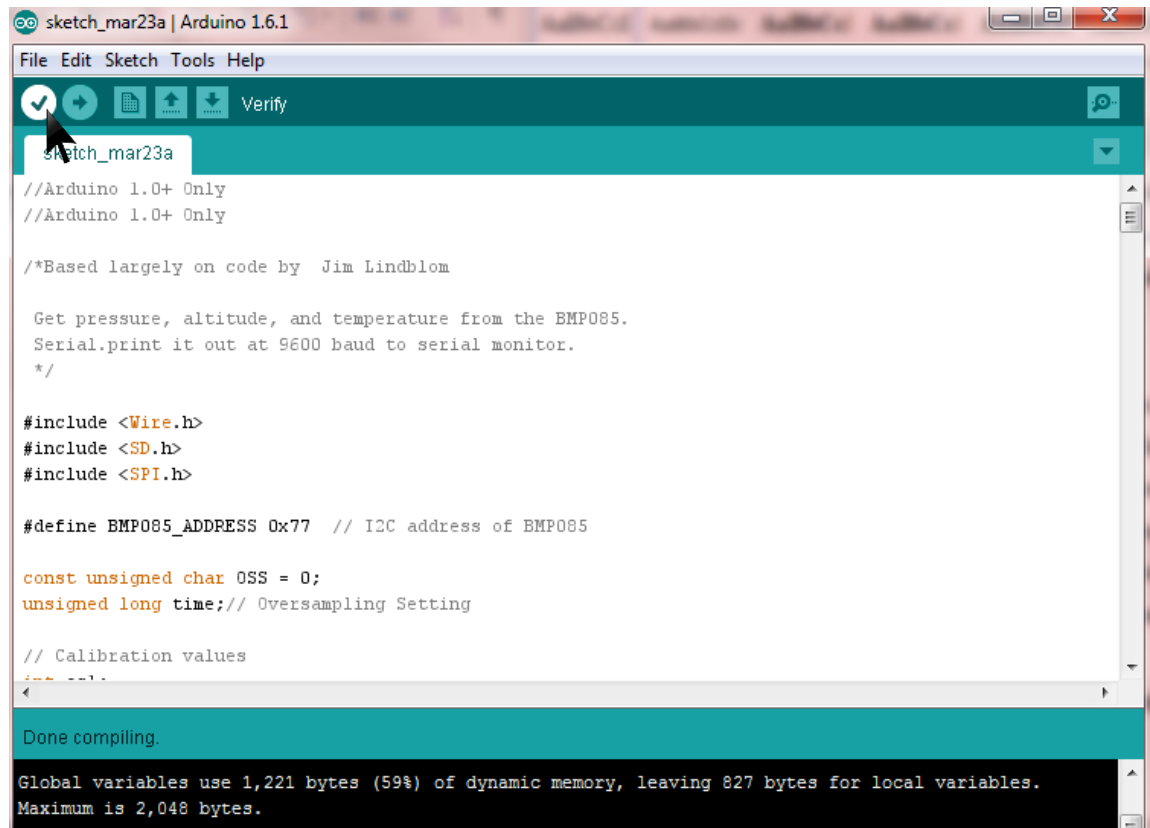 sketch_mar23a | Arduino 1.6.1
File Edit Sketch Tools Help
Verify
sketch_mar23a
//Arduino 1.0+ Only
//Arduino 1.0+ Only
/*Based largely on code by  Jim Lindblom
Get pressure, altitude, and temperature from the BMP085.
Serial.print it out at 9600 baud to serial monitor.
*/
#include <Wire.h>
#include <SD.h>
#include <SPI.h>
#define BMP085_ADDRESS 0x77  // I2C address of BMP085
const unsigned char OSS = 0;
unsigned long time;// Oversampling Setting
// Calibration values
Done compiling.
Global variables use 1,221 bytes (59%) of dynamic memory, leaving 827 bytes for local variables.
Maximum is 2,048 bytes.